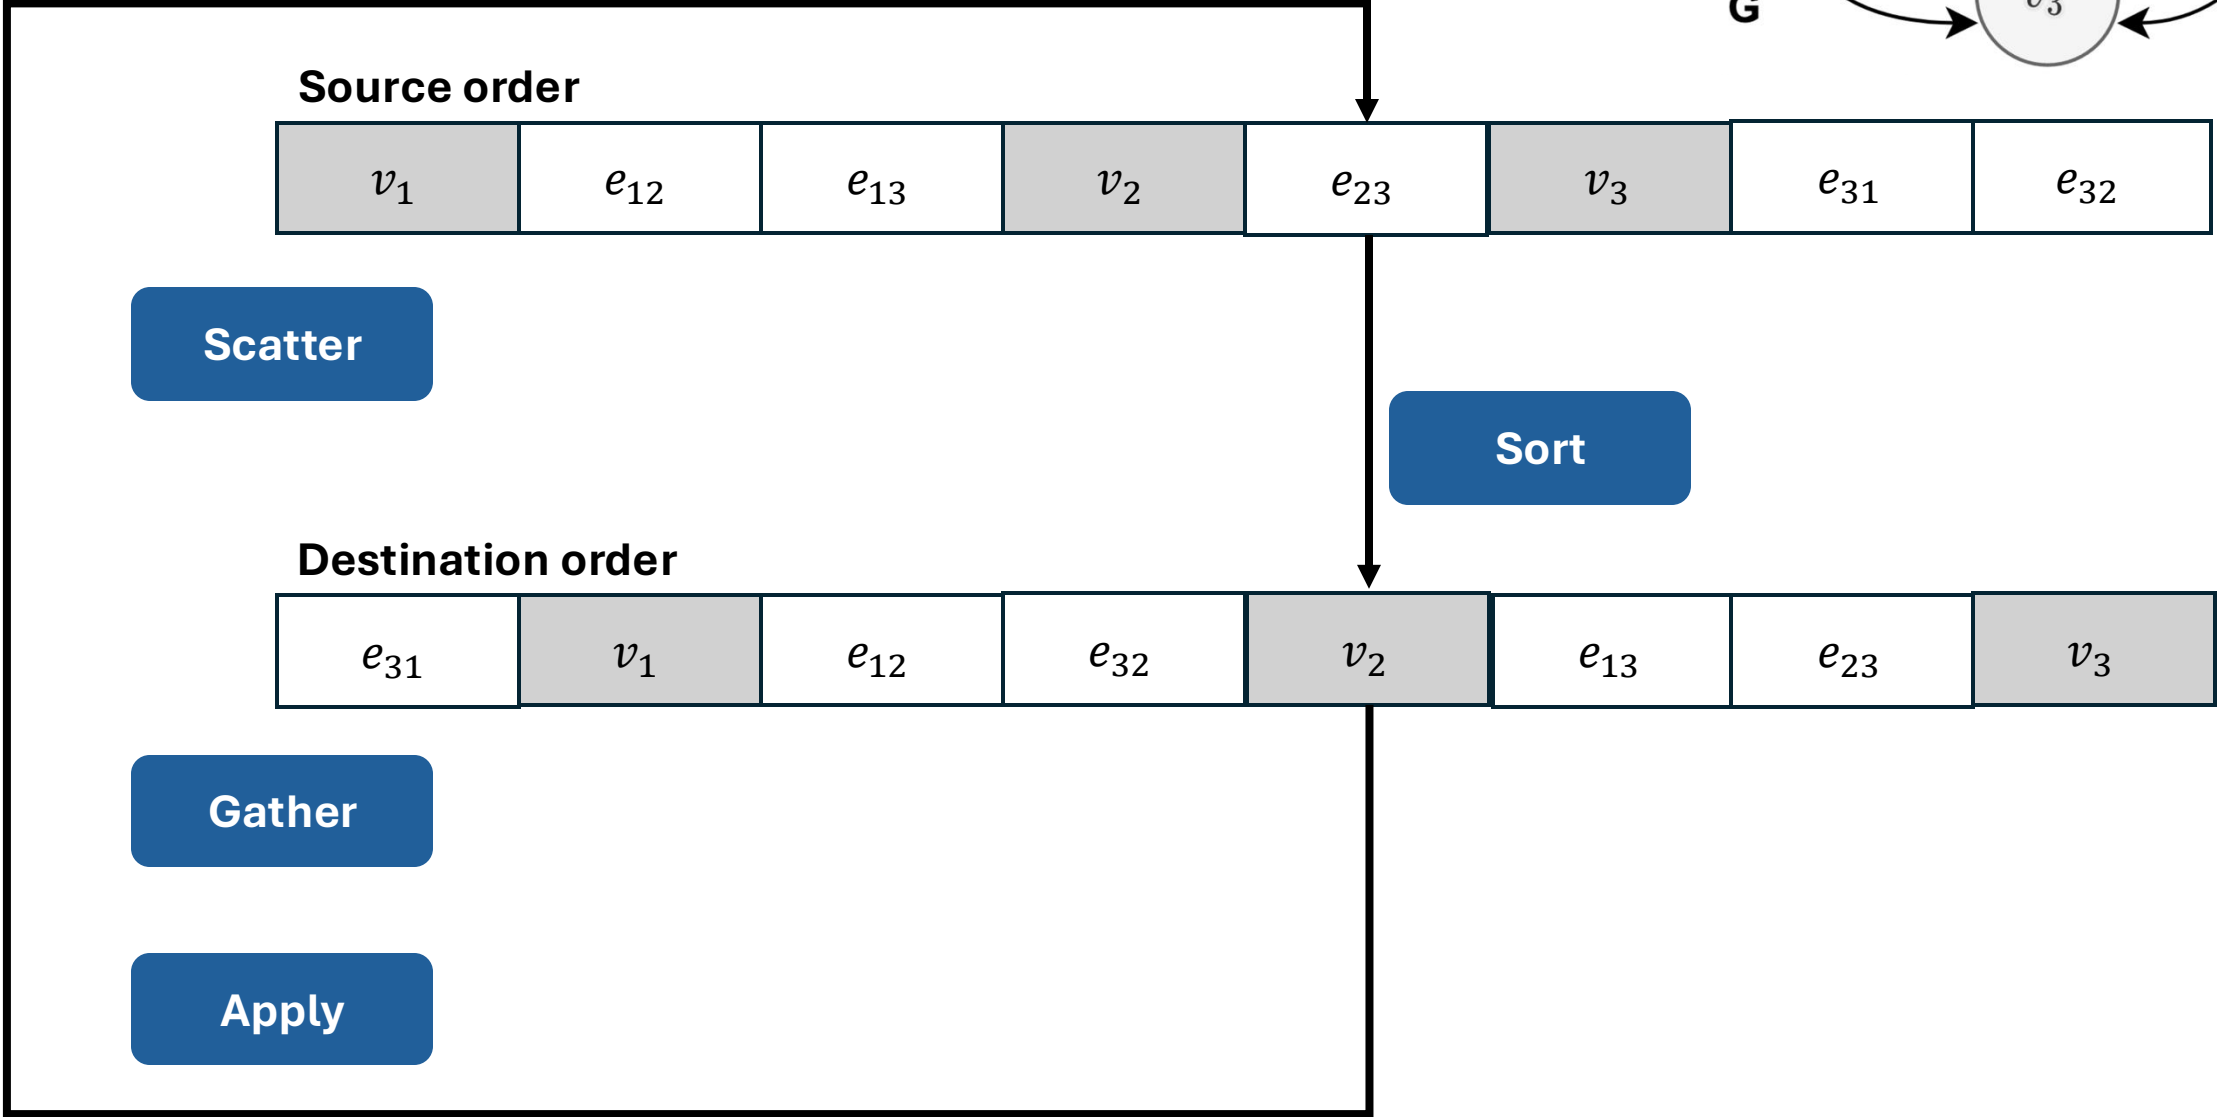 G
v₃
Source order
v₁ e₁₂ e₁₃ v₂ e₂₃ v₃ e₃₁ e₃₂
Scatter
Sort
Destination order
e₃₁ v₁ e₁₂ e₃₂ v₂ e₁₃ e₂₃ v₃
Gather
Apply